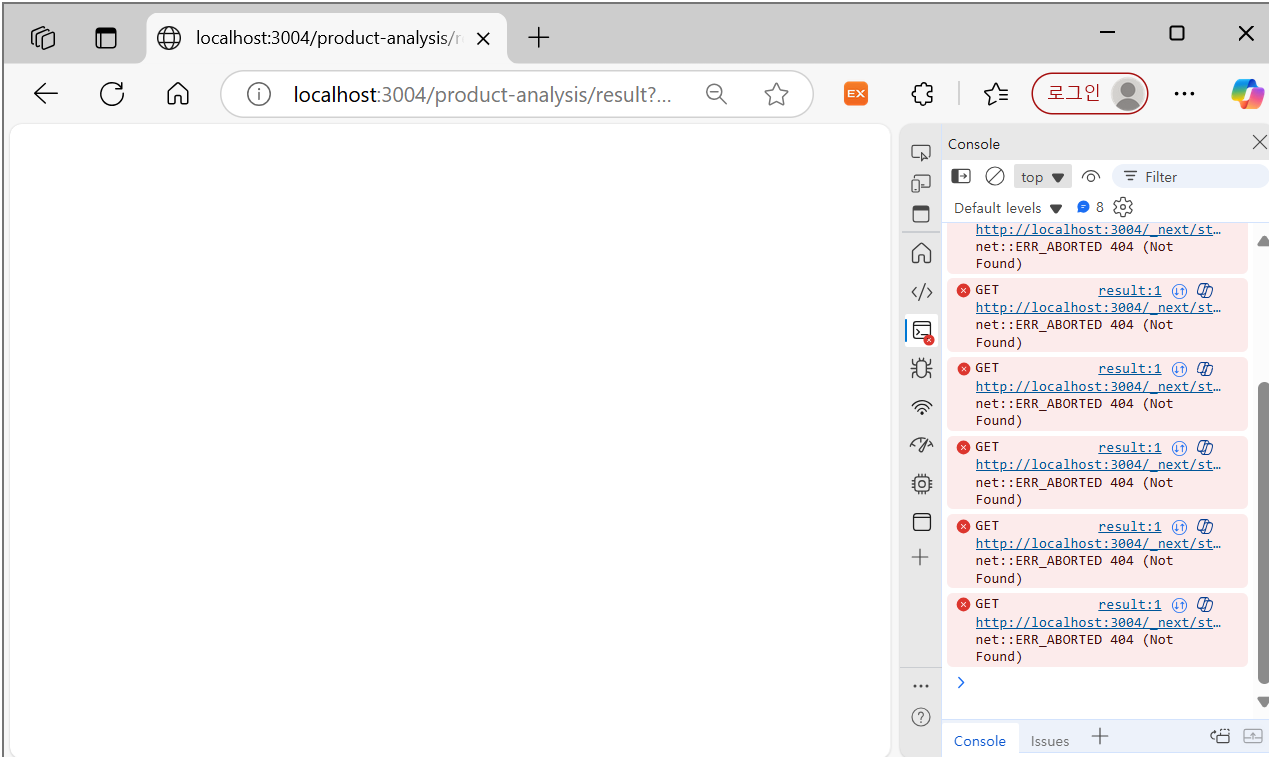 localhost:3004/product-analysis/r
localhost:3004/product-analysis/result?...
EX
로그인
Console
top
Filter
Default levels
8
http://localhost:3004/_next/st…
net::ERR_ABORTED 404 (Not
Found)
GET result:1
http://localhost:3004/_next/st…
net::ERR_ABORTED 404 (Not
Found)
GET result:1
http://localhost:3004/_next/st…
net::ERR_ABORTED 404 (Not
Found)
GET result:1
http://localhost:3004/_next/st…
net::ERR_ABORTED 404 (Not
Found)
GET result:1
http://localhost:3004/_next/st…
net::ERR_ABORTED 404 (Not
Found)
GET result:1
http://localhost:3004/_next/st…
net::ERR_ABORTED 404 (Not
Found)
Console Issues